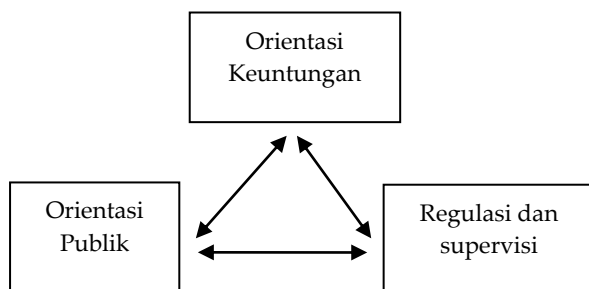 Orientasi
Keuntungan
Orientasi
Publik
Regulasi dan
supervisi